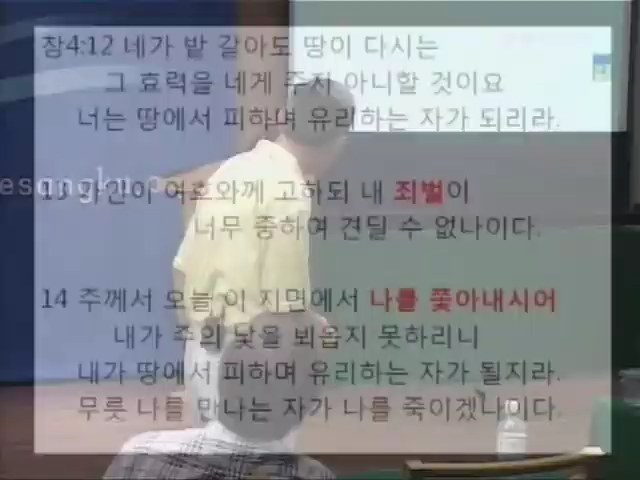 창4:12 네가 밭 갈아도 땅이 다시는
그 효력을 네게 주지 아니할 것이요
너는 땅에서 피하며 유리하는 자가 되리라.
13 가인이 여호와께 고하되 내 죄벌이
너무 중하여 견딜 수 없나이다.
esangku
14 주께서 오늘 이 지면에서 나를 쫓아내시어
내가 주의 낯을 뵈옵지 못하리니
내가 땅에서 피하며 유리하는 자가 될지라.
무릇 나를 만나는 자가 나를 죽이겠나이다.